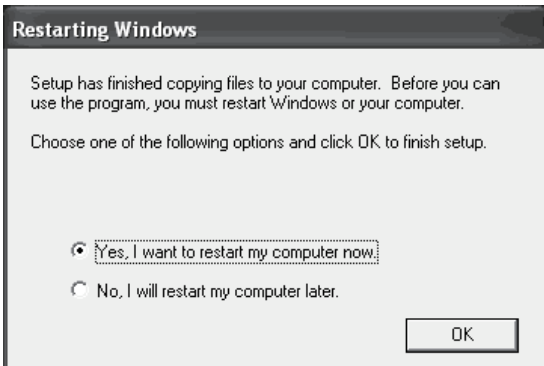 Restarting Windows
Setup has finished copying files to your computer. Before you can
use the program, you must restart Windows or your computer.
Choose one of the following options and click OK to finish setup.
Yes, I want to restart my computer now.
No, I will restart my computer later.
OK